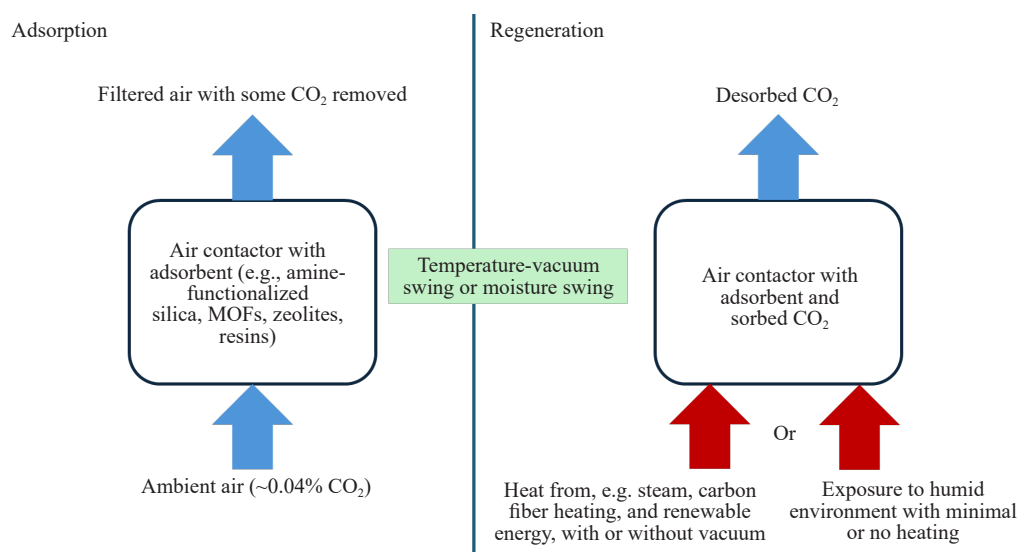 Adsorption
Filtered air with some CO₂ removed
Air contactor with
adsorbent (e.g., amine-
functionalized
silica, MOFs, zeolites,
resins)
Ambient air (~0.04% CO₂)
Temperature-vacuum
swing or moisture swing
Regeneration
Desorbed CO₂
Air contactor with
adsorbent and
sorbed CO₂
Or
Heat from, e.g. steam, carbon
fiber heating, and renewable
energy, with or without vacuum
Exposure to humid
environment with minimal
or no heating